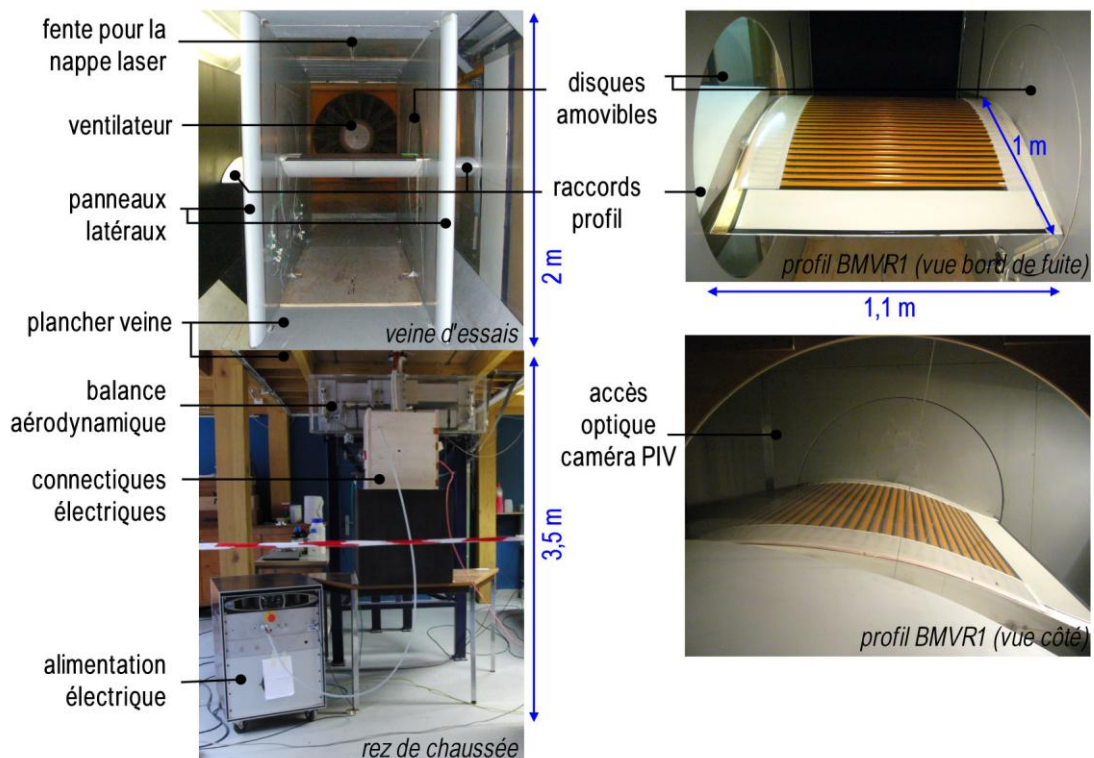 fente pour la
nappe laser
ventilateur
panneaux
latéraux
plancher veine
balance
aérodynamique
connectiques
électriques
alimentation
électrique
veine d'essais
2 m
3,5 m
rez de chaussée
disques
amovibles
raccords
profil
1 m
profil BMVR1 (vue bord de fuite)
1,1 m
accès
optique
caméra PIV
profil BMVR1 (vue côté)